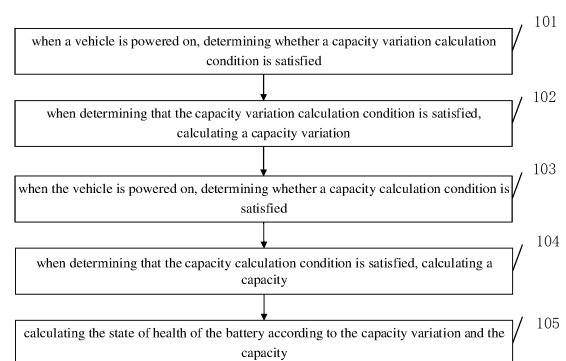 101
when a vehicle is powered on, determining whether a capacity variation calculation
condition is satisfied
102
when determining that the capacity variation calculation condition is satisfied,
calculating a capacity variation
103
when the vehicle is powered on, determining whether a capacity calculation condition is
satisfied
104
when determining that the capacity calculation condition is satisfied, calculating a
capacity
105
calculating the state of health of the battery according to the capacity variation and the
capacity